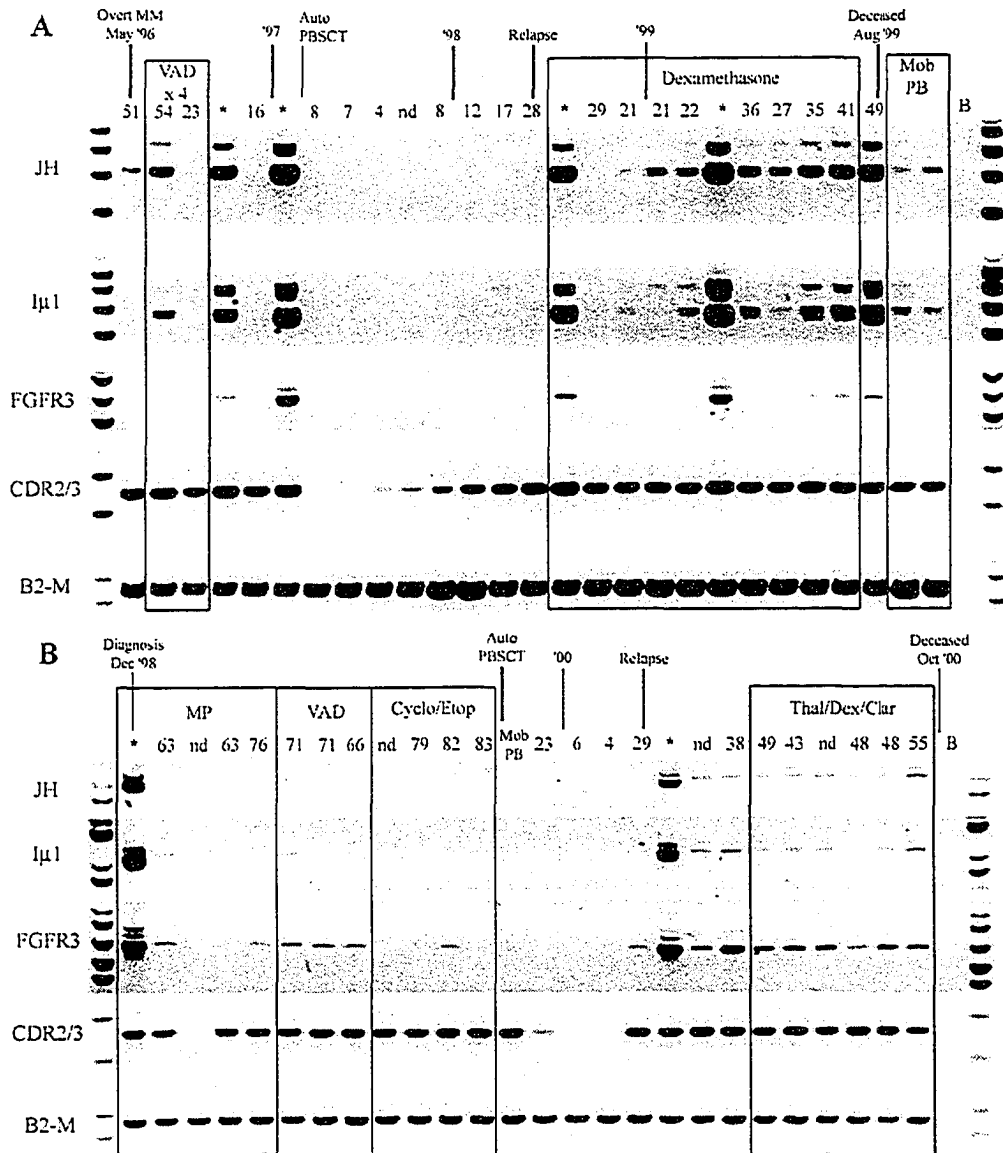 A
Overt MM
May '96
'97
Auto
PBSCT
'98
Relapse
'99
Deceased
Aug '99
VAD
x 4
Dexamethasone
Mob
PB
51 54 23 * 16 * 8 7 4 nd 8 12 17 28 * 29 21 21 22 * 36 27 35 41 49 B
JH
Iμ1
FGFR3
CDR2/3
B2-M
B
Diagnosis
Dec '98
Auto
PBSCT
'00
Relapse
Deceased
Oct '00
MP VAD Cyclo/Etop Thal/Dex/Clar
* 63 nd 63 76 71 71 66 nd 79 82 83 Mob PB 23 6 4 29 * nd 38 49 43 nd 48 48 55 B
JH
Iμ1
FGFR3
CDR2/3
B2-M